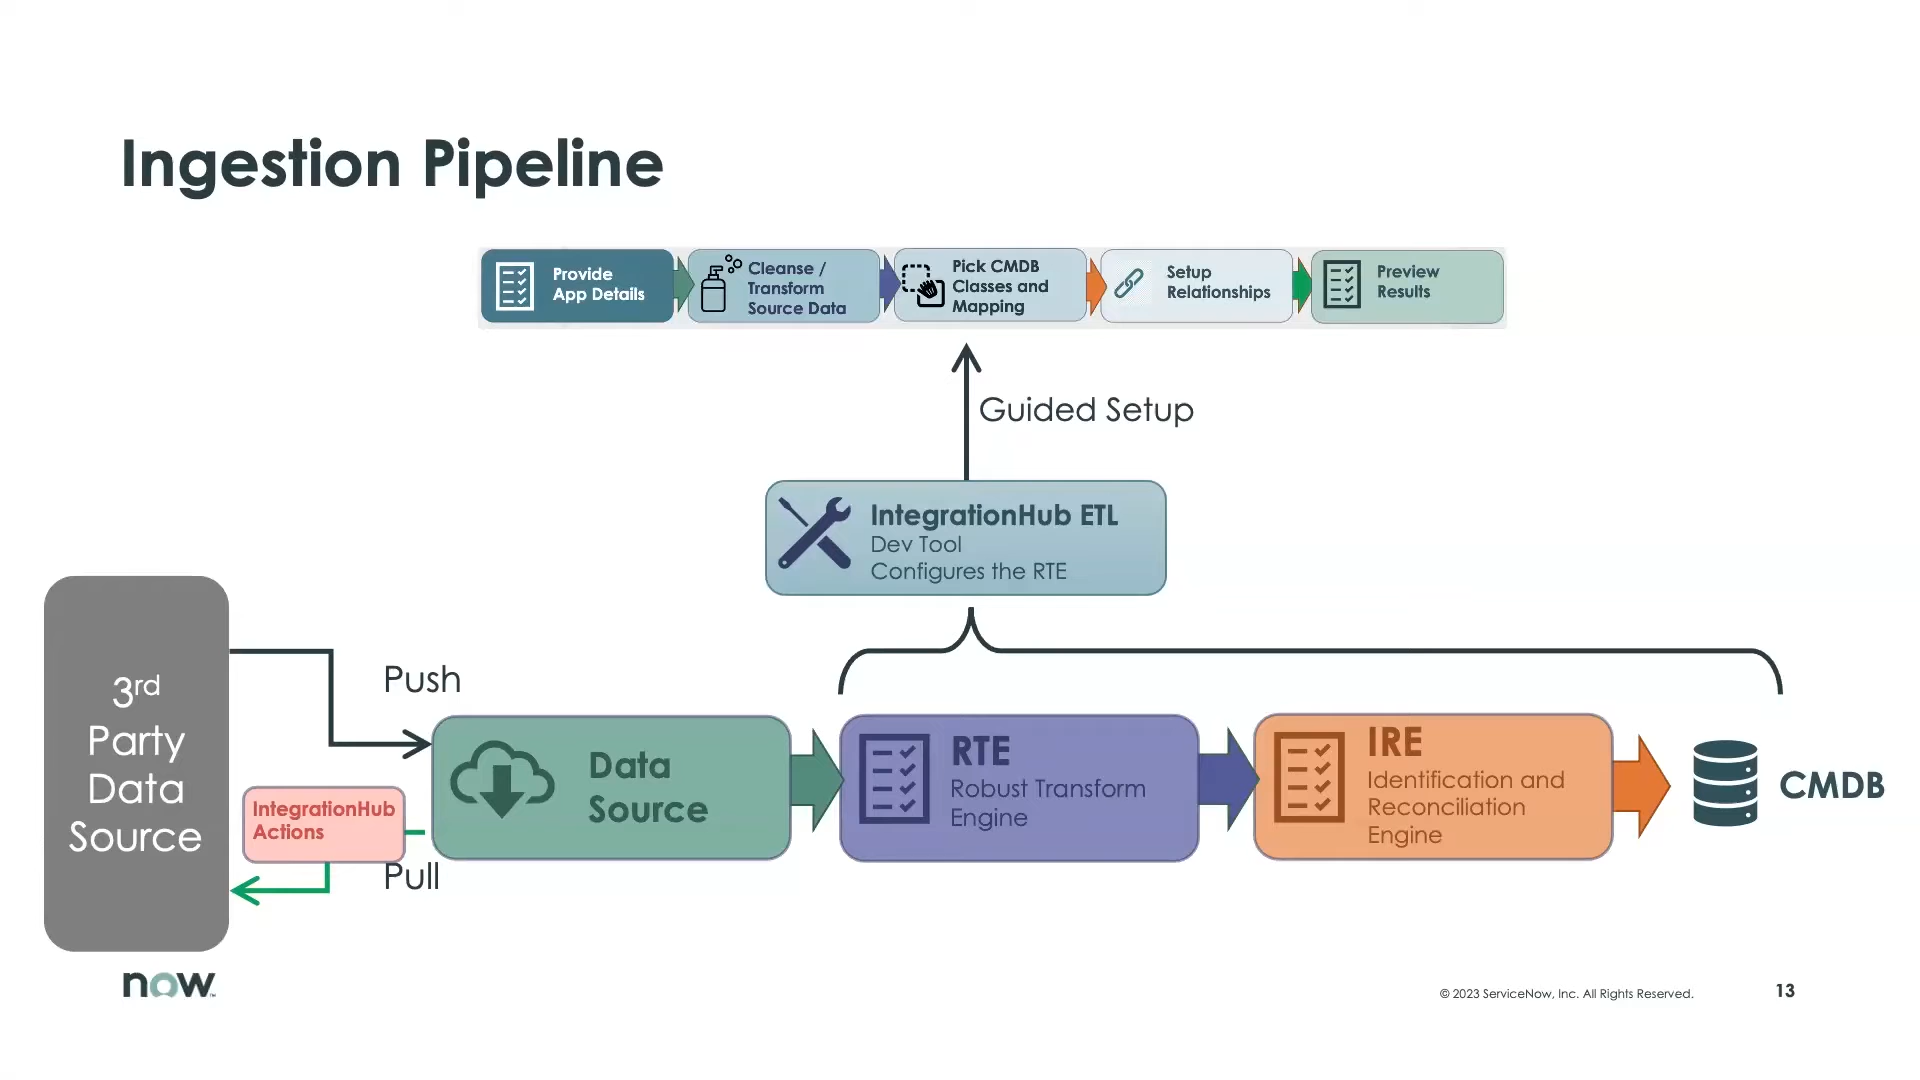 Ingestion Pipeline
Provide
App Details
Cleanse /
Transform
Source Data
Pick CMDB
Classes and
Mapping
Setup
Relationships
Preview
Results
Guided Setup
IntegrationHub ETL
Dev Tool
Configures the RTE
3rd
Party
Data
Source
Push
IntegrationHub
Actions
Pull
Data
Source
RTE
Robust Transform
Engine
IRE
Identification and
Reconciliation
Engine
CMDB
now™
© 2023 ServiceNow, Inc. All Rights Reserved.
13